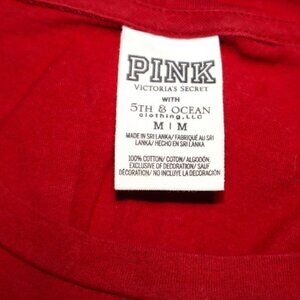 PINK
VICTORIA'S SECRET
WITH
5TH & OCEAN
clothing, LLC
M | M
MADE IN SRI LANKA/ FABRIQUÉ AU SRI
LANKA/ HECHO EN SRI LANKA
100% COTTON/ COTON/ ALGODÓN
EXCLUSIVE OF DECORATION/ SAUF
DÉCORATION/ NO INCLUYE LA DECORACIÓN